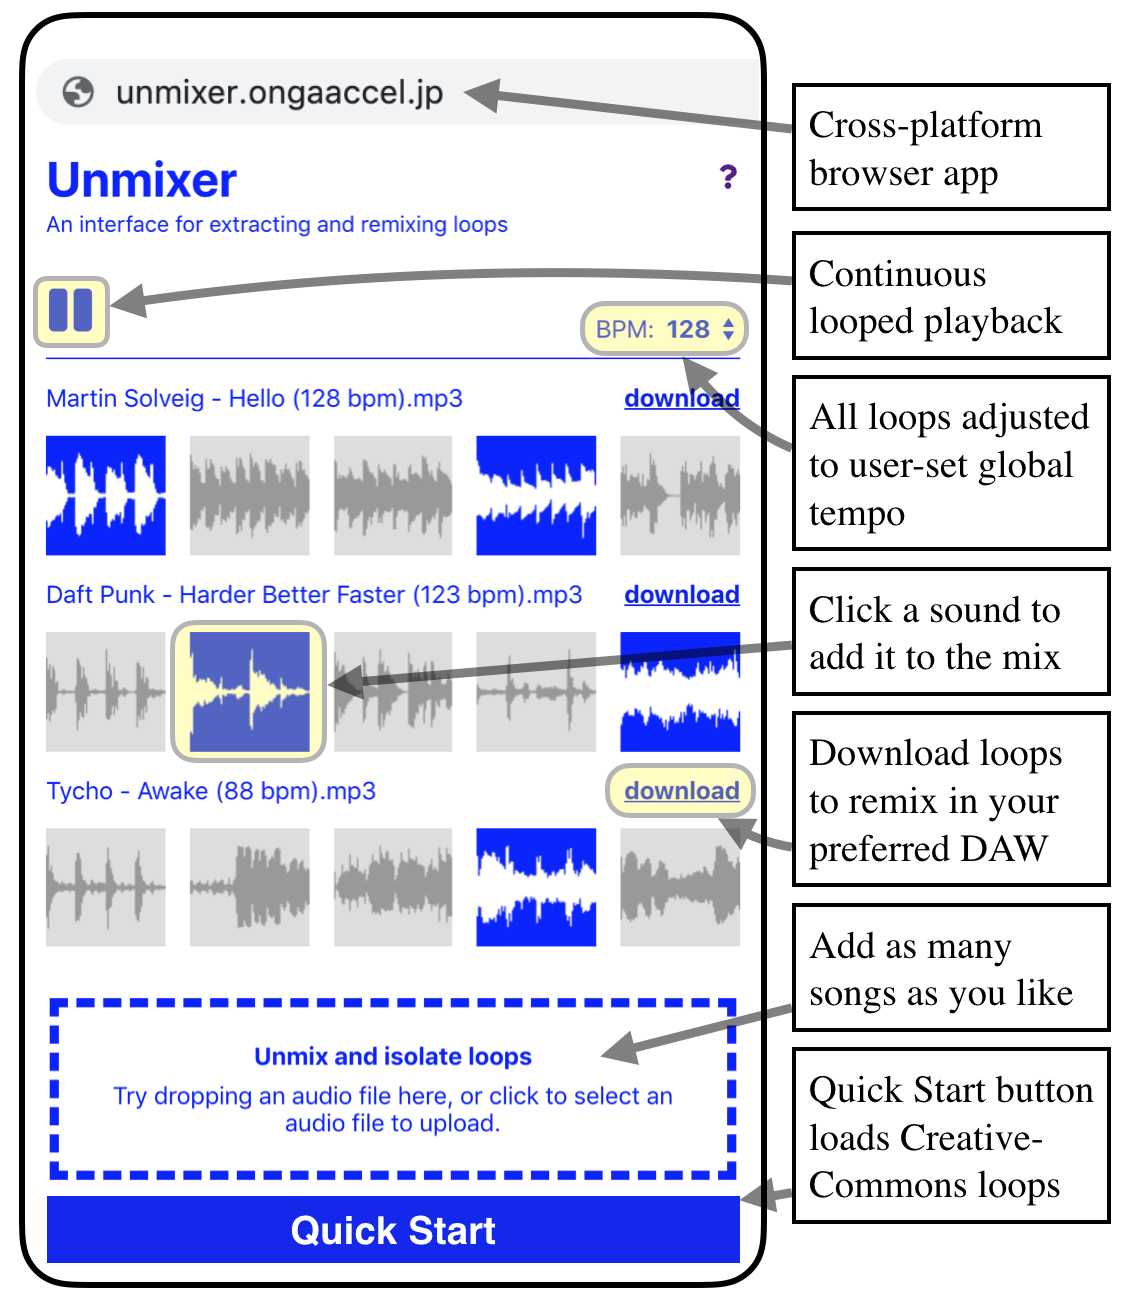 unmixer.ongaaccel.jp
Unmixer
?
An interface for extracting and remixing loops
BPM: 128
Martin Solveig - Hello (128 bpm).mp3
download
Daft Punk - Harder Better Faster (123 bpm).mp3
download
Tycho - Awake (88 bpm).mp3
download
Unmix and isolate loops
Try dropping an audio file here, or click to select an
audio file to upload.
Quick Start
Cross-platform
browser app
Continuous
looped playback
All loops adjusted
to user-set global
tempo
Click a sound to
add it to the mix
Download loops
to remix in your
preferred DAW
Add as many
songs as you like
Quick Start button
loads Creative-
Commons loops